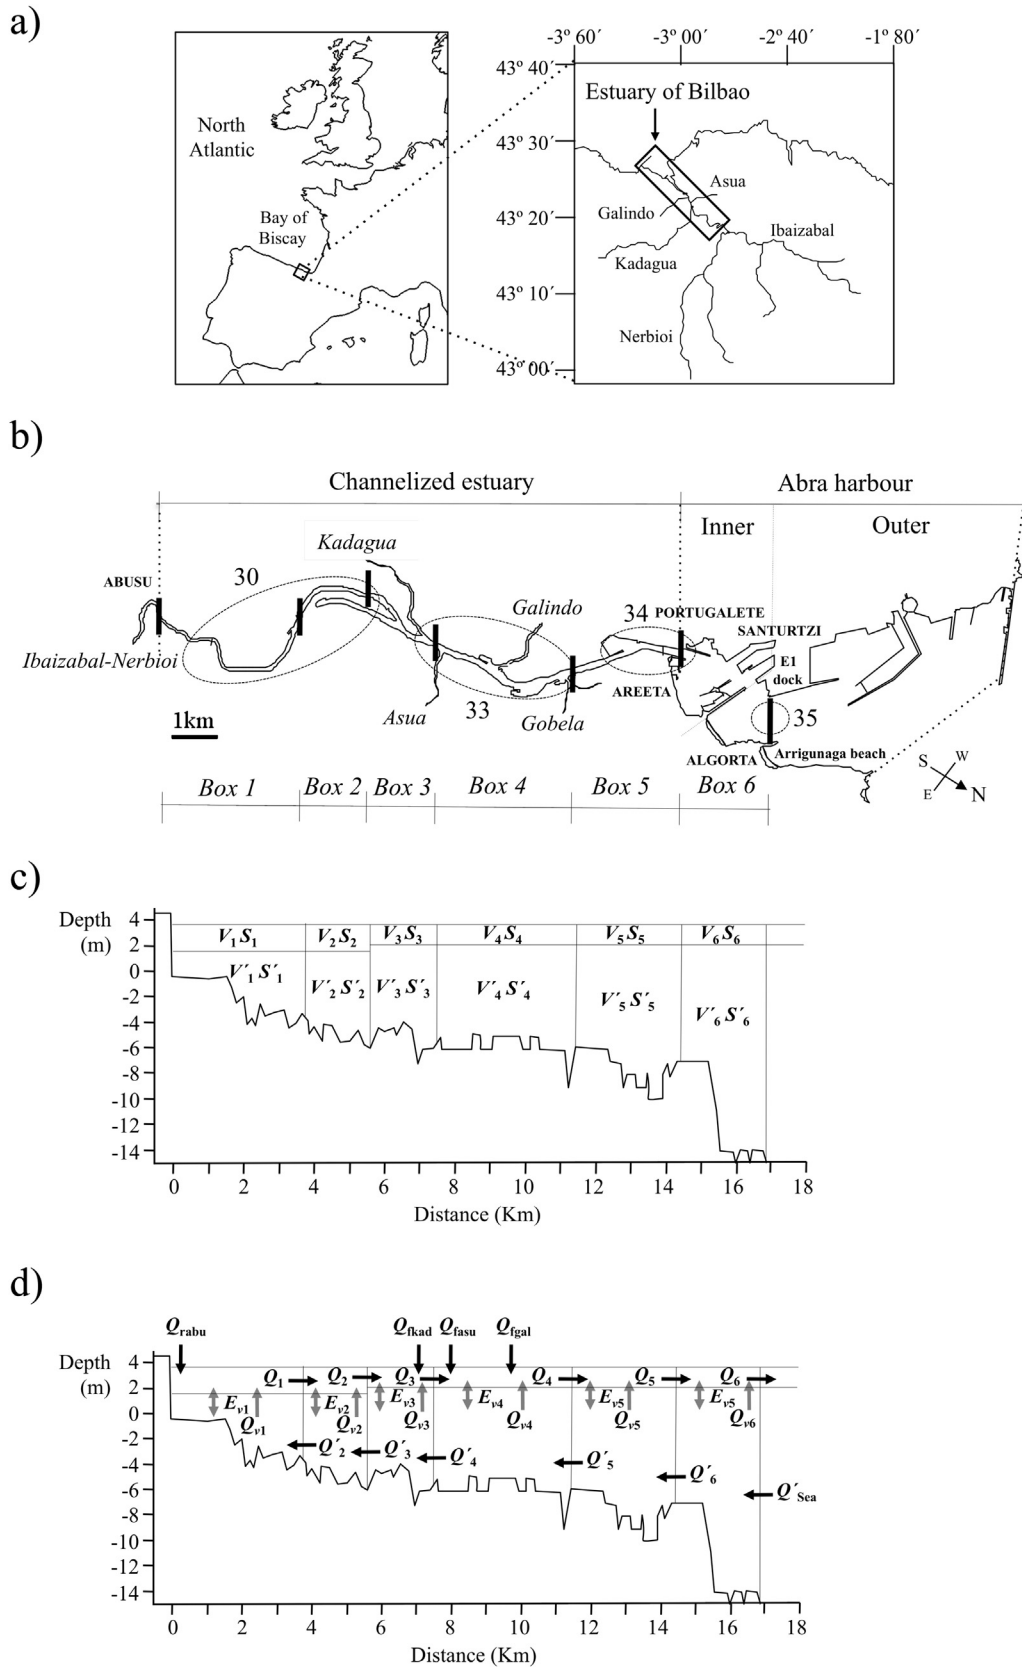 a)
-3º 60′ -3º 00′ -2º 40′ -1º 80′
43º 40′
43º 30′
43º 20′
43º 10′
43º 00′
North
Atlantic
Bay of
Biscay
Estuary of Bilbao
Asua
Galindo
Ibaizabal
Kadagua
Nerbioi
b)
Channelized estuary Abra harbour
Inner Outer
Kadagua
ABUSU 30
Galindo
34 PORTUGALETE
SANTURTZI
Ibaizabal-Nerbioi
E1
dock
AREETA
Asua 33 Gobela 35
1km
ALGORTA Arrigunaga beach
S W
E N
Box 1 Box 2 Box 3 Box 4 Box 5 Box 6
c)
Depth
(m)
4
2
0
-2
-4
-6
-8
-10
-12
-14
V1 S1 V2 S2 V3 S3 V4 S4 V5 S5 V6 S6
V′1 S′1 V′2 S′2 V′3 S′3 V′4 S′4 V′5 S′5 V′6 S′6
0 2 4 6 8 10 12 14 16 18
Distance (Km)
d)
Qrabu Qfkad Qfasu Qfgal
Depth
(m)
4
2
0
-2
-4
-6
-8
-10
-12
-14
Q1 Q2 Q3 Q4 Q5 Q6
Ev1 Ev2 Ev3 Ev4 Ev5 Ev5
Qv1 Qv2 Qv3 Qv4 Qv5 Qv6
Q′2 Q′3 Q′4 Q′5 Q′6 Q′Sea
0 2 4 6 8 10 12 14 16 18
Distance (Km)